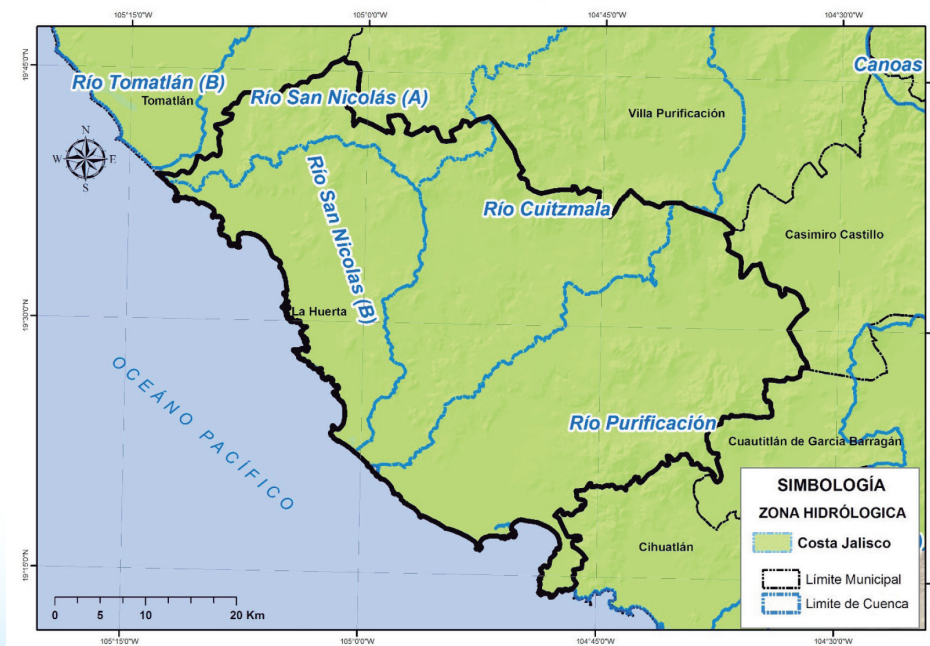 105°15'0"W 105°0'0"W 104°45'0"W 104°30'0"W
19°45'0"N
Río Tomatlán (B)
Tomatlán
Río San Nicolás (A)
Canoas
Villa Purificación
N
W E
S
Río San Nicolas (B)
Río Cuitzmala
Casimiro Castillo
La Huerta
19°30'0"N
OCEÁNO PACÍFICO
Río Purificación
Cuautitlán de García Barragán
Cihuatlán
19°15'0"N
SIMBOLOGÍA
ZONA HIDRÓLOGICA
Costa Jalisco
Límite Municipal
Limite de Cuenca
0 5 10 20 Km
105°15'0"W 105°0'0"W 104°45'0"W 104°30'0"W